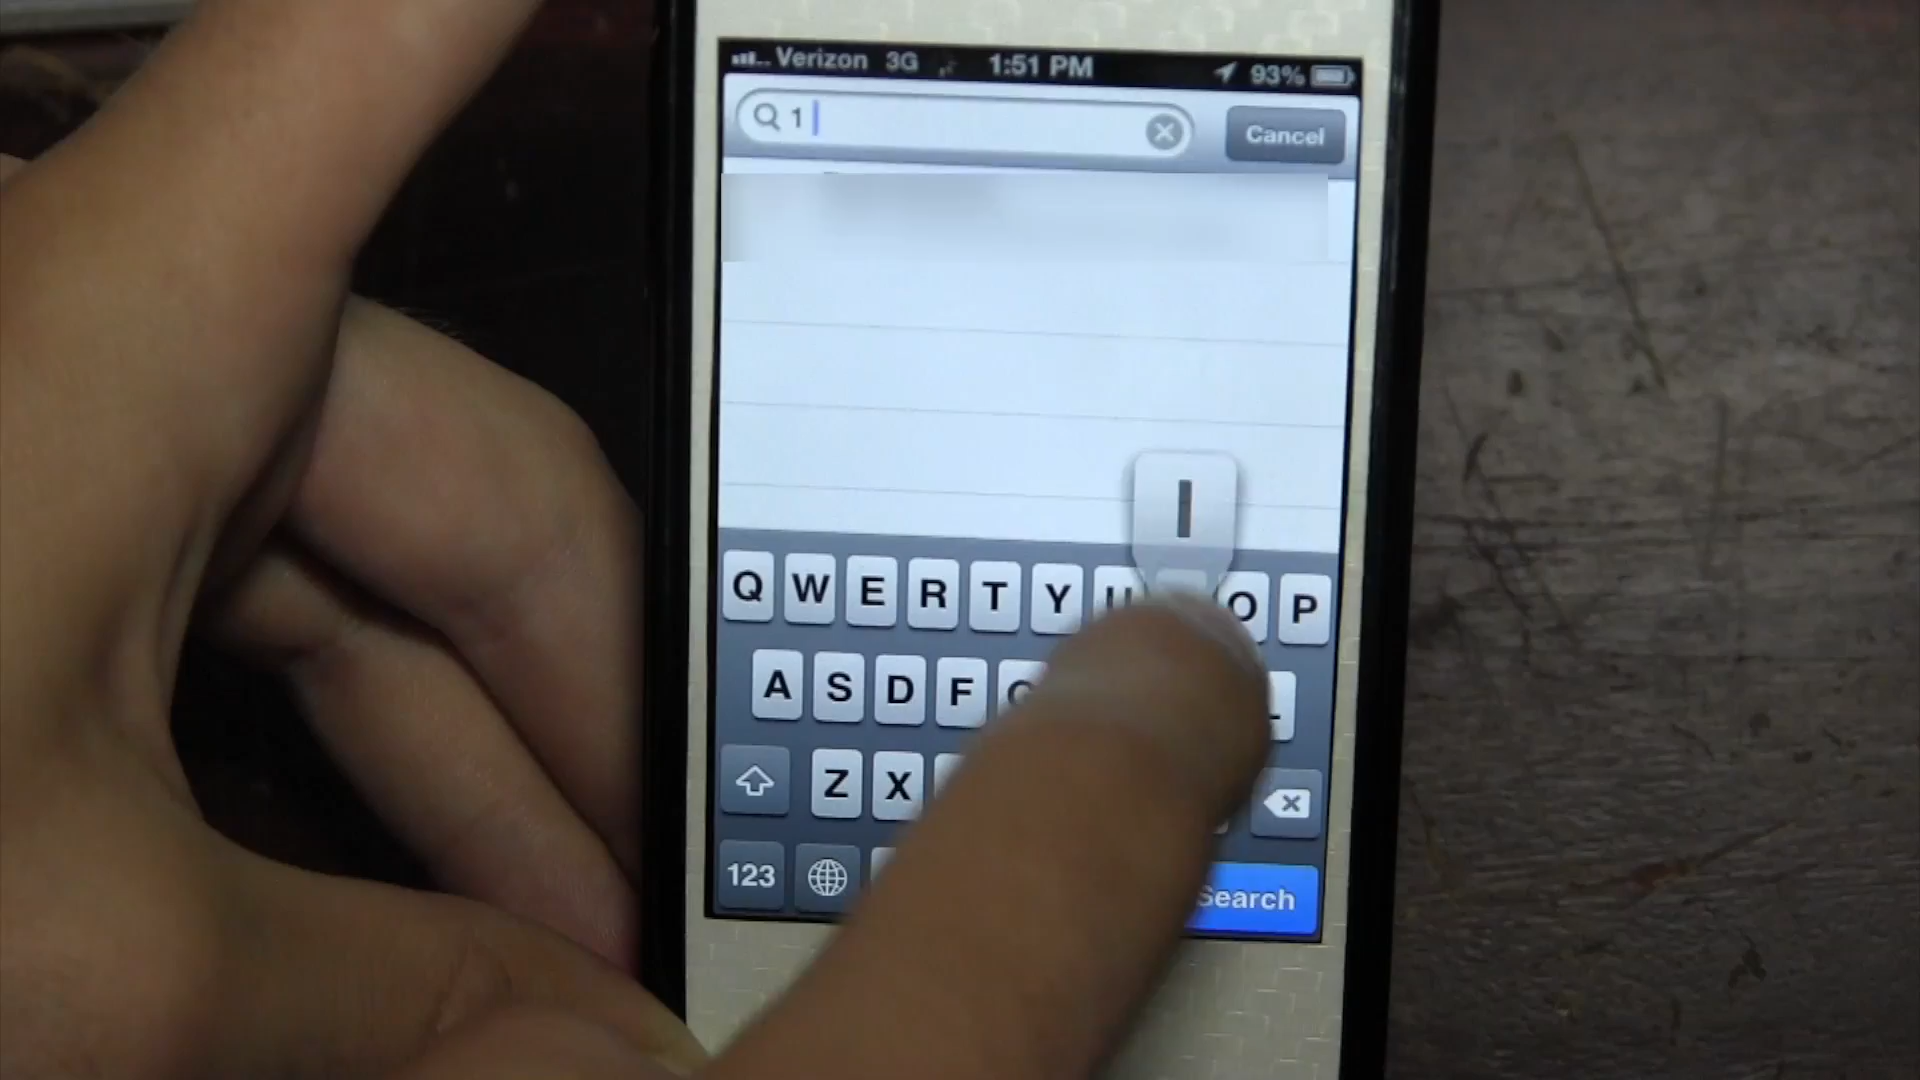 Verizon 3G 1:51 PM 93%
1
Cancel
I
Q W E R T Y U O P
A S D F G L
Z X
123 Search